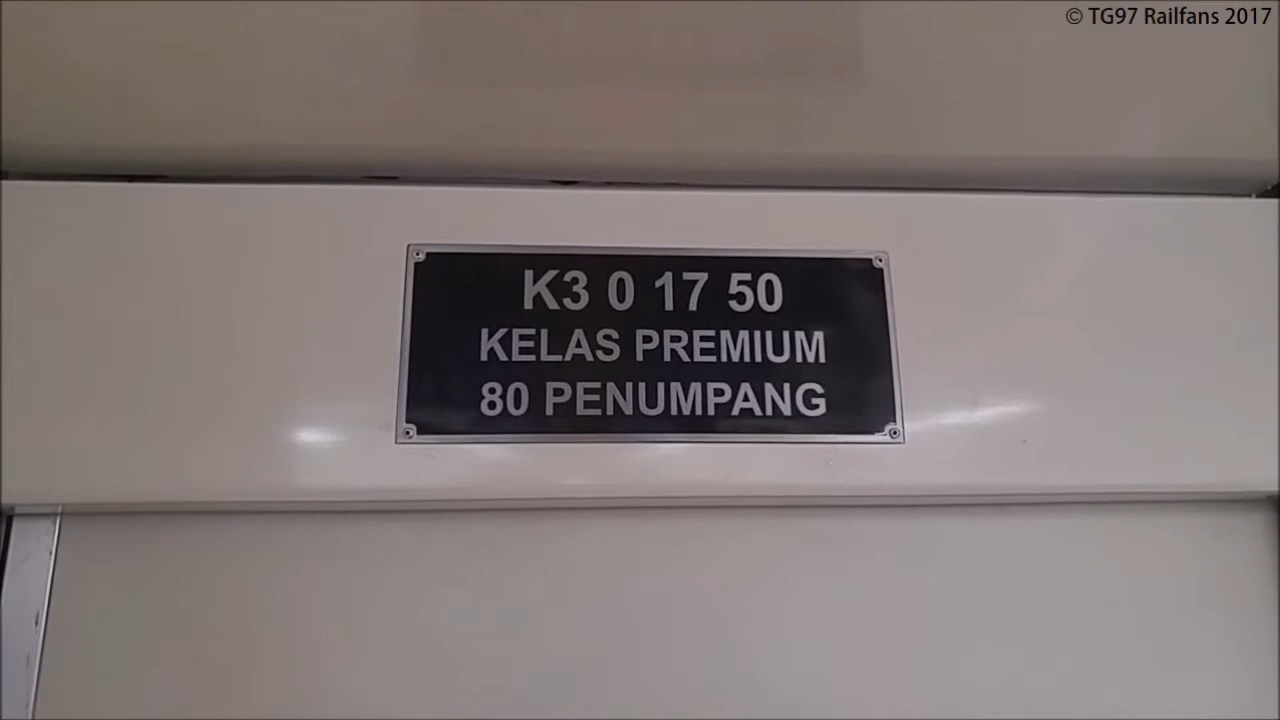 © TG97 Railfans 2017
K3 0 17 50
KELAS PREMIUM
80 PENUMPANG